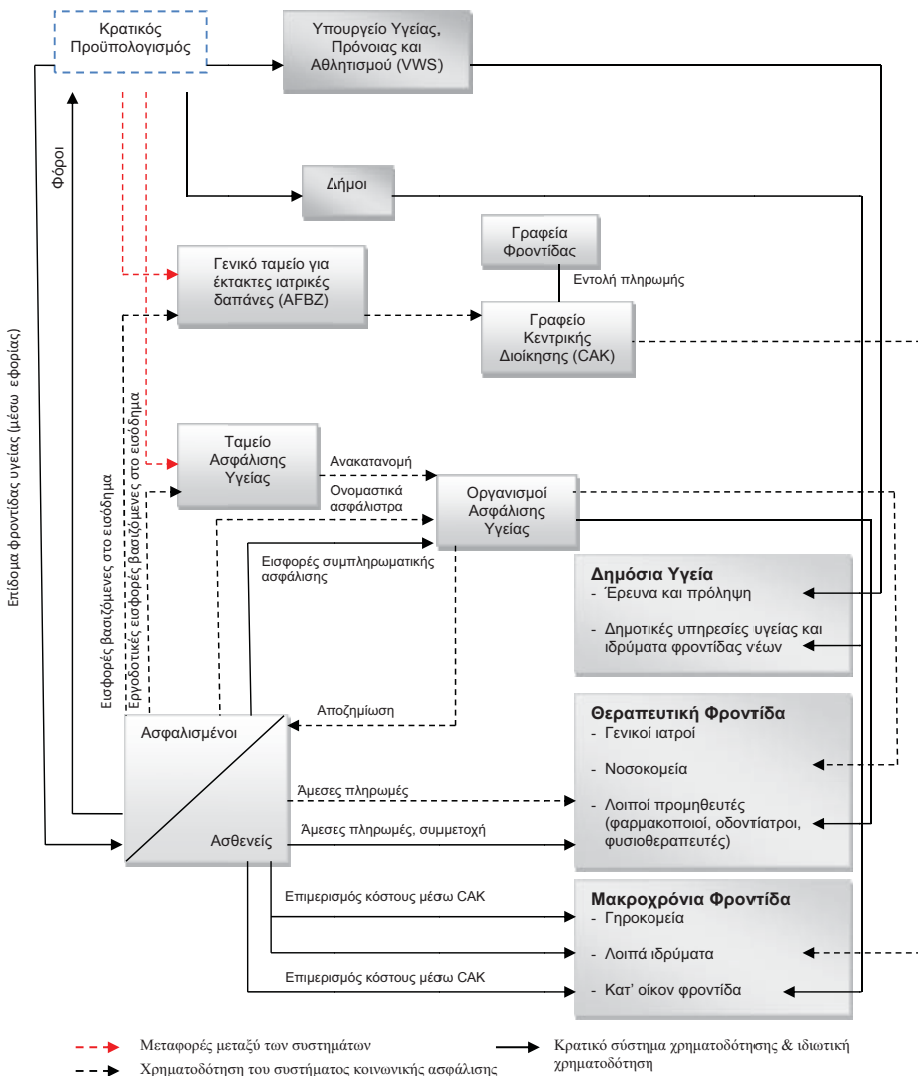 Κρατικός
Προϋπολογισμός
Υπουργείο Υγείας,
Πρόνοιας και
Αθλητισμού (VWS)
Φόροι
Δήμοι
Γραφεία
Φροντίδας
Εντολή πληρωμής
Γενικό ταμείο για
έκτακτες ιατρικές
δαπάνες (AFBZ)
Γραφείο
Κεντρικής
Διοίκησης (CAK)
Επίδομα φροντίδας υγείας (μέσω εφορίας)
Εισφορές βασιζόμενες στο εισόδημα
Εργοδοτικές εισφορές βασιζόμενες στο εισόδημα
Ταμείο
Ασφάλισης
Υγείας
Ανακατανομή
Ονομαστικά
ασφάλιστρα
Οργανισμοί
Ασφάλισης
Υγείας
Εισφορές συμπληρωματικής
ασφάλισης
Δημόσια Υγεία
- Έρευνα και πρόληψη
- Δημοτικές υπηρεσίες υγείας και
ιδρύματα φροντίδας νέων
Αποζημίωση
Ασφαλισμένοι
Ασθενείς
Θεραπευτική Φροντίδα
- Γενικοί ιατροί
- Νοσοκομεία
- Λοιποί προμηθευτές
(φαρμακοποιοί, οδοντίατροι,
φυσιοθεραπευτές)
Άμεσες πληρωμές
Άμεσες πληρωμές, συμμετοχή
Επιμερισμός κόστους μέσω CAK
Επιμερισμός κόστους μέσω CAK
Μακροχρόνια Φροντίδα
- Γηροκομεία
- Λοιπά ιδρύματα
- Κατ' οίκον φροντίδα
Μεταφορές μεταξύ των συστημάτων
Χρηματοδότηση του συστήματος κοινωνικής ασφάλισης
Κρατικό σύστημα χρηματοδότησης & ιδιωτική
χρηματοδότηση